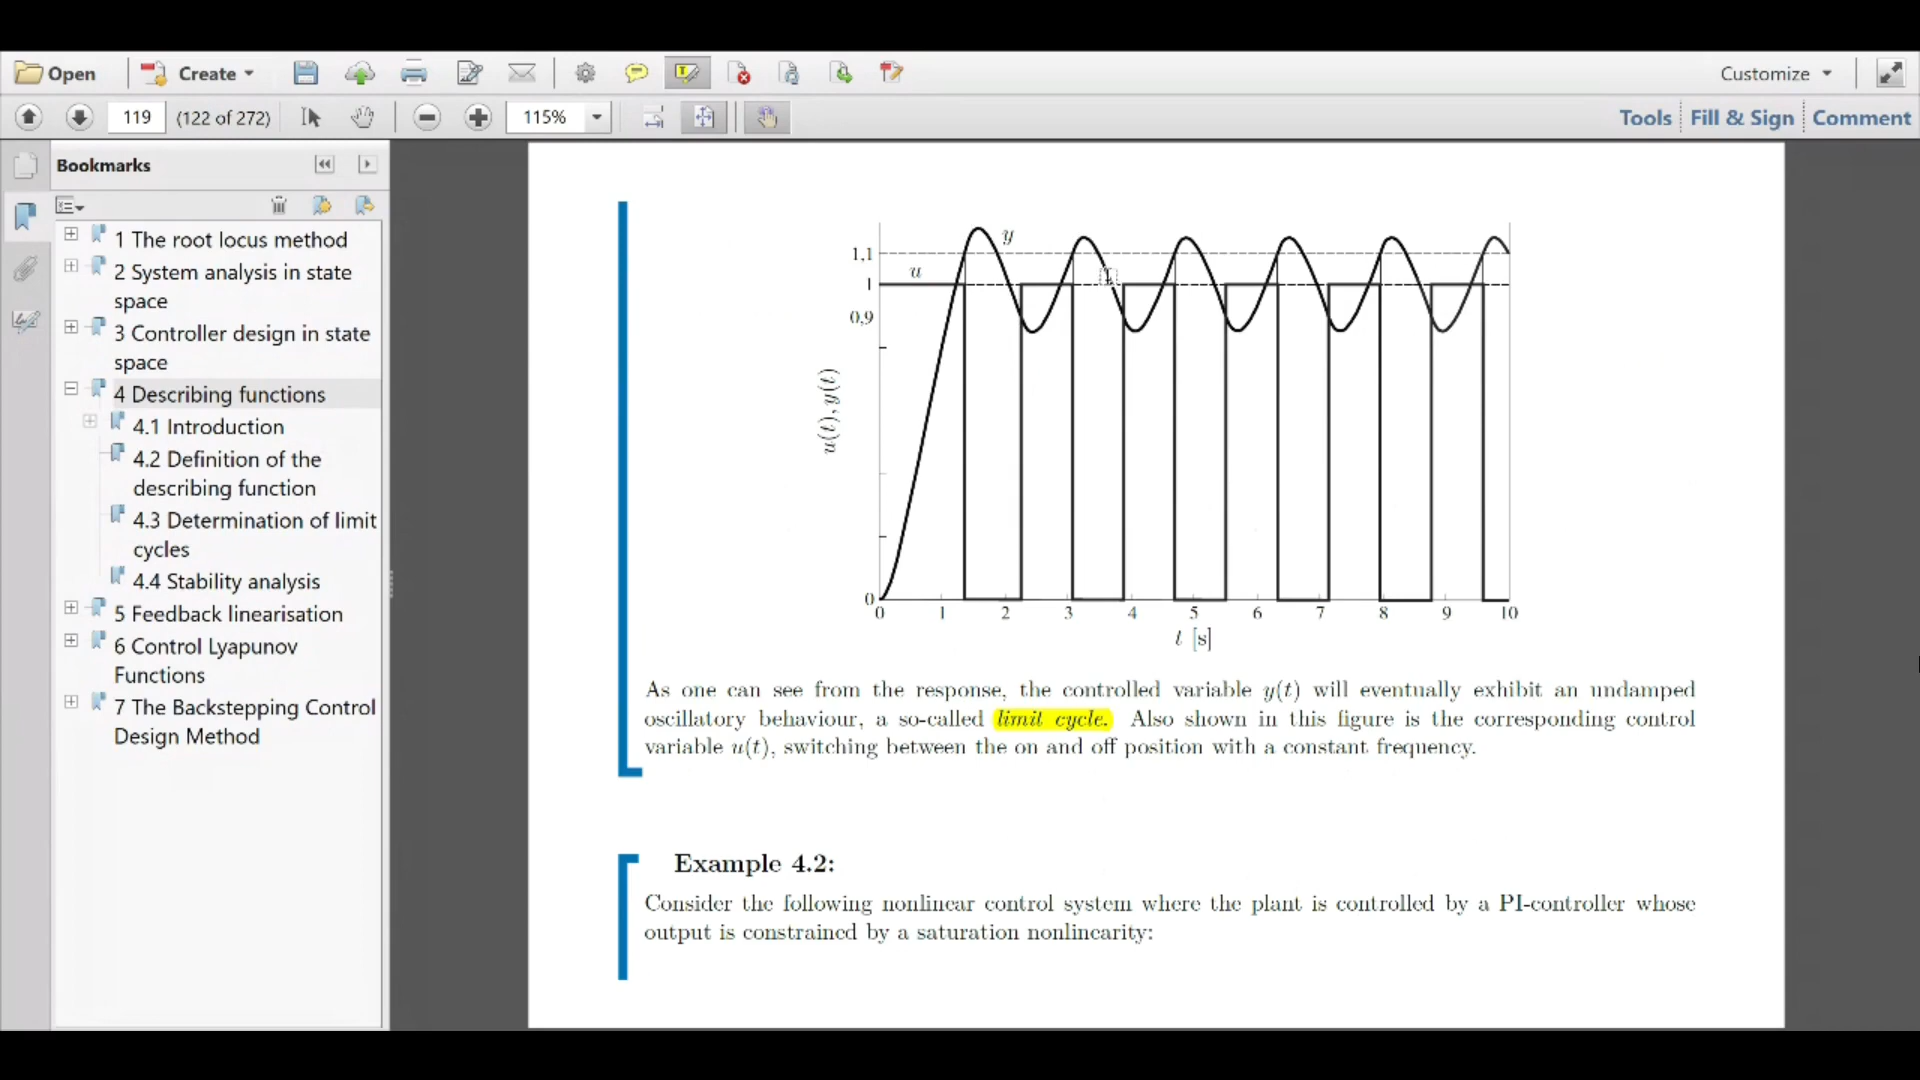 Open
Create
Customize
119 (122 of 272)
115%
Tools Fill & Sign Comment
Bookmarks
1 The root locus method
2 System analysis in state
space
3 Controller design in state
space
4 Describing functions
4.1 Introduction
4.2 Definition of the
describing function
4.3 Determination of limit
cycles
4.4 Stability analysis
5 Feedback linearisation
6 Control Lyapunov
Functions
7 The Backstepping Control
Design Method
y
1,1
u
1
0,9
u(t), y(t)
0
0 1 2 3 4 5 6 7 8 9 10
t [s]
As one can see from the response, the controlled variable y(t) will eventually exhibit an undamped
oscillatory behaviour, a so-called limit cycle. Also shown in this figure is the corresponding control
variable u(t), switching between the on and off position with a constant frequency.
Example 4.2:
Consider the following nonlinear control system where the plant is controlled by a PI-controller whose
output is constrained by a saturation nonlinearity: